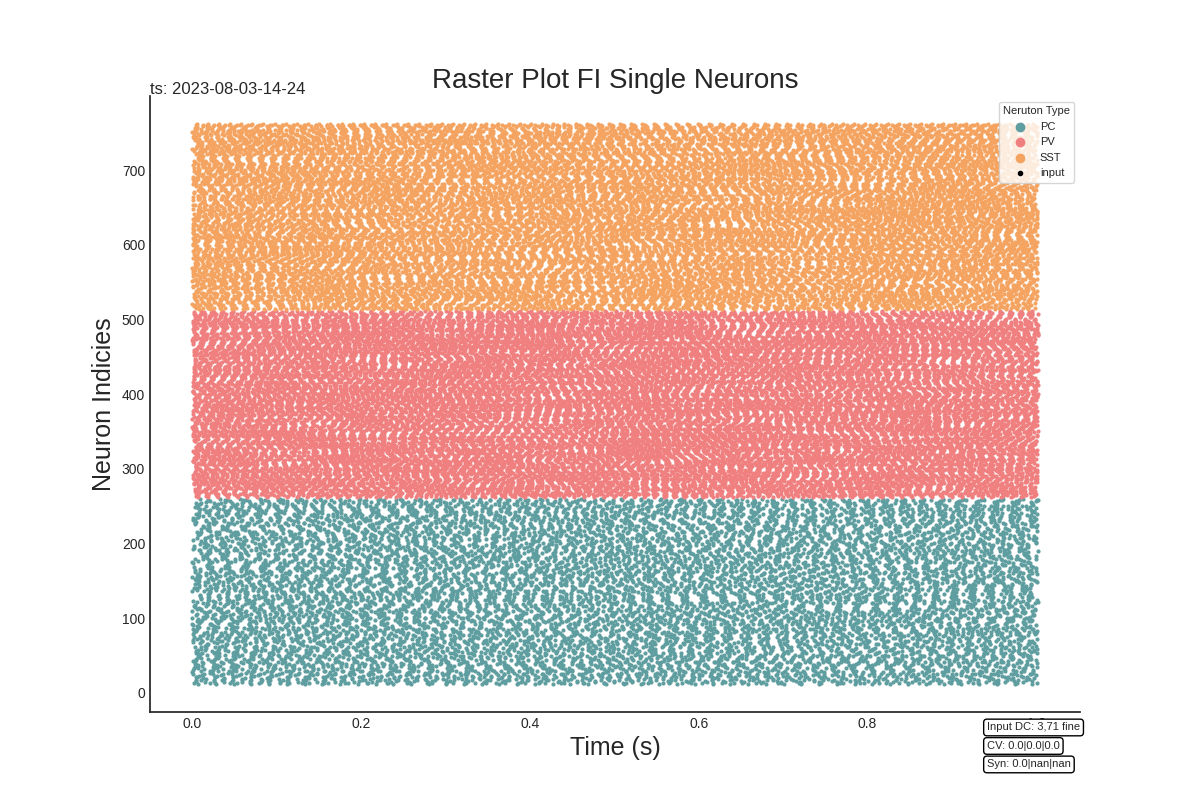 Raster Plot FI Single Neurons
ts: 2023-08-03-14-24
Neruton Type
PC
PV
SST
input
700
600
500
400
300
200
100
0
Neuron Indicies
0.0 0.2 0.4 0.6 0.8
Time (s)
Input DC: 3,71 fine
CV: 0.0|0.0|0.0
Syn: 0.0|nan|nan